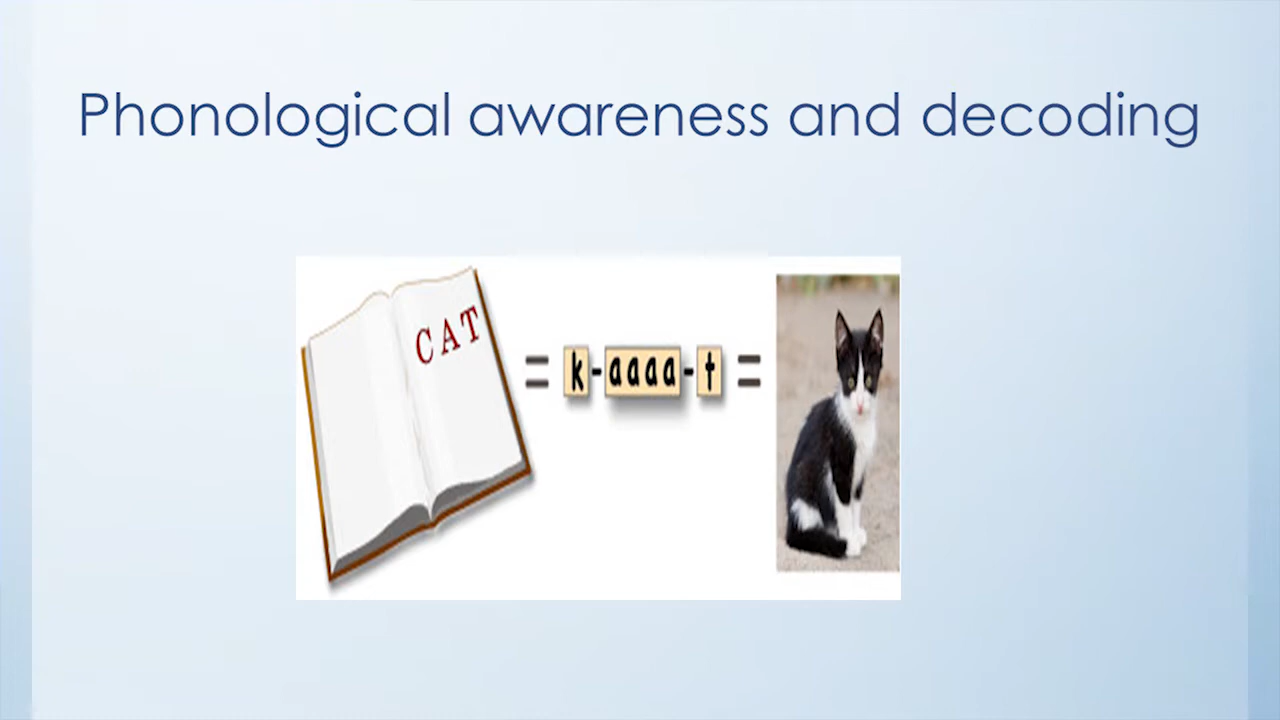 Phonological awareness and decoding
CAT = k-aaaa-t =